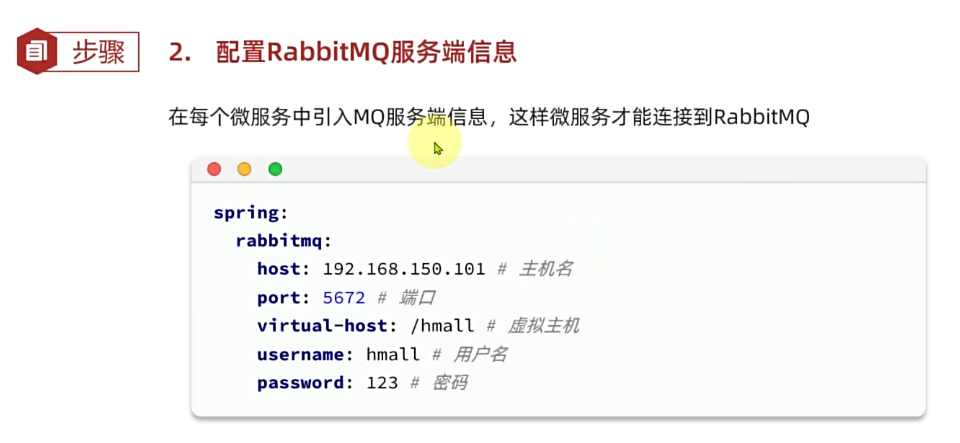 步骤
2. 配置RabbitMQ服务端信息
在每个微服务中引入MQ服务端信息，这样微服务才能连接到RabbitMQ
spring:
  rabbitmq:
    host: 192.168.150.101 # 主机名
    port: 5672 # 端口
    virtual-host: /hmall # 虚拟主机
    username: hmall # 用户名
    password: 123 # 密码